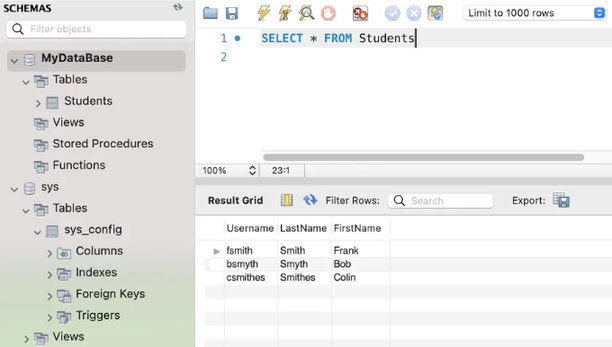 SCHEMAS
Filter objects
MyDataBase
Tables
Students
Views
Stored Procedures
Functions
sys
Tables
sys_config
Columns
Indexes
Foreign Keys
Triggers
Views
Limit to 1000 rows
1 SELECT * FROM Students
2
100% 23:1
Result Grid Filter Rows: Search Export:
Username LastName FirstName
fsmith Smith Frank
bsmyth Smyth Bob
csmithes Smithes Colin